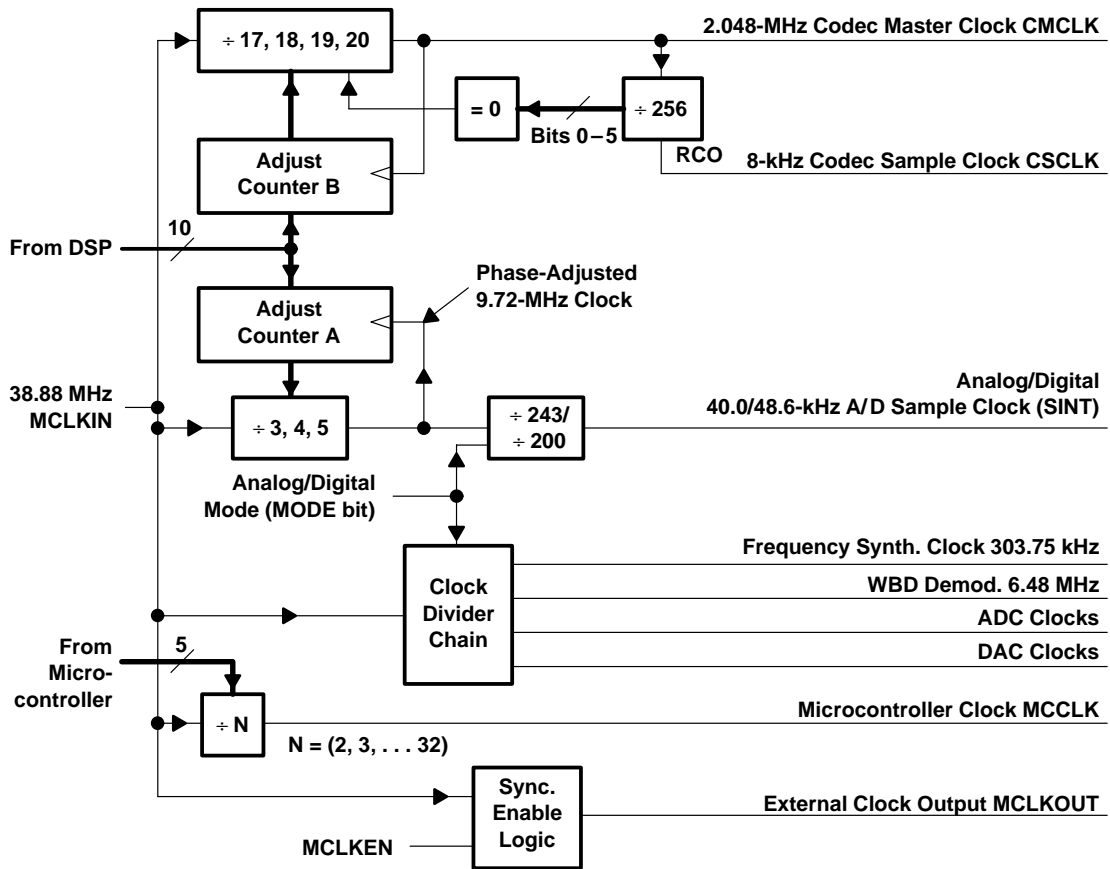 ÷ 17, 18, 19, 20
2.048-MHz Codec Master Clock CMCLK
= 0
÷ 256
Bits 0–5
RCO
8-kHz Codec Sample Clock CSCLK
Adjust
Counter B
10
From DSP
Phase-Adjusted
9.72-MHz Clock
Adjust
Counter A
38.88 MHz
MCLKIN
÷ 3, 4, 5
÷ 243/
÷ 200
Analog/Digital
40.0/48.6-kHz A/D Sample Clock (SINT)
Analog/Digital
Mode (MODE bit)
Clock
Divider
Chain
Frequency Synth. Clock 303.75 kHz
WBD Demod. 6.48 MHz
ADC Clocks
DAC Clocks
From
Micro-
controller
5
÷ N
N = (2, 3, . . . 32)
Microcontroller Clock MCCLK
Sync.
Enable
Logic
MCLKEN
External Clock Output MCLKOUT